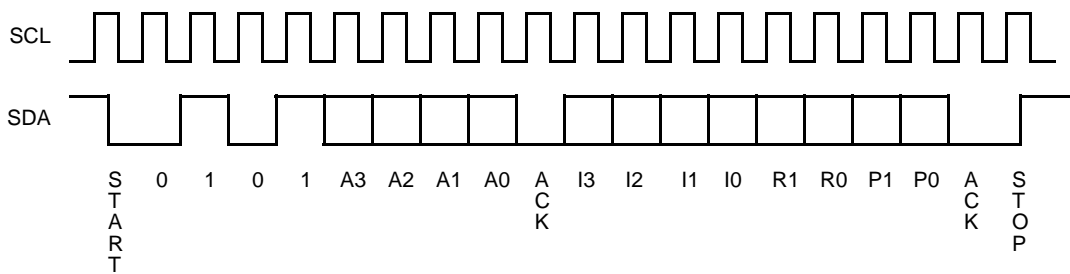 SCL
SDA
START 0 1 0 1 A3 A2 A1 A0 ACK I3 I2 I1 I0 R1 R0 P1 P0 ACK STOP